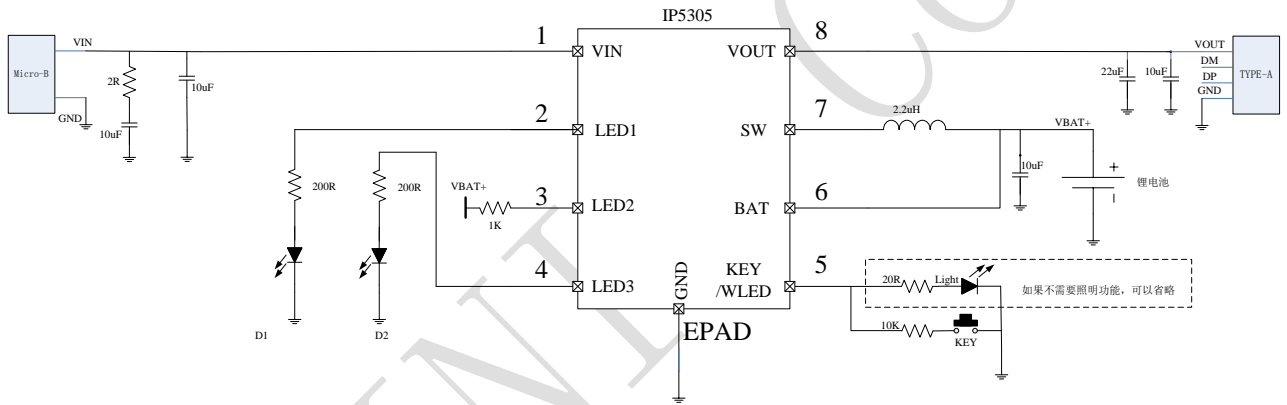 IP5305
Micro-B
VIN
GND
2R
10uF
10uF
1
VIN
2
LED1
3
LED2
4
LED3
200R
200R
VBAT+
1K
D1
D2
GND
EPAD
8
VOUT
7
SW
6
BAT
5
KEY
/WLED
22uF
10uF
VOUT
DM
DP
GND
TYPE-A
2.2uH
10uF
VBAT+
+
锂电池
20R
Light
如果不需要照明功能，可以省略
10K
KEY